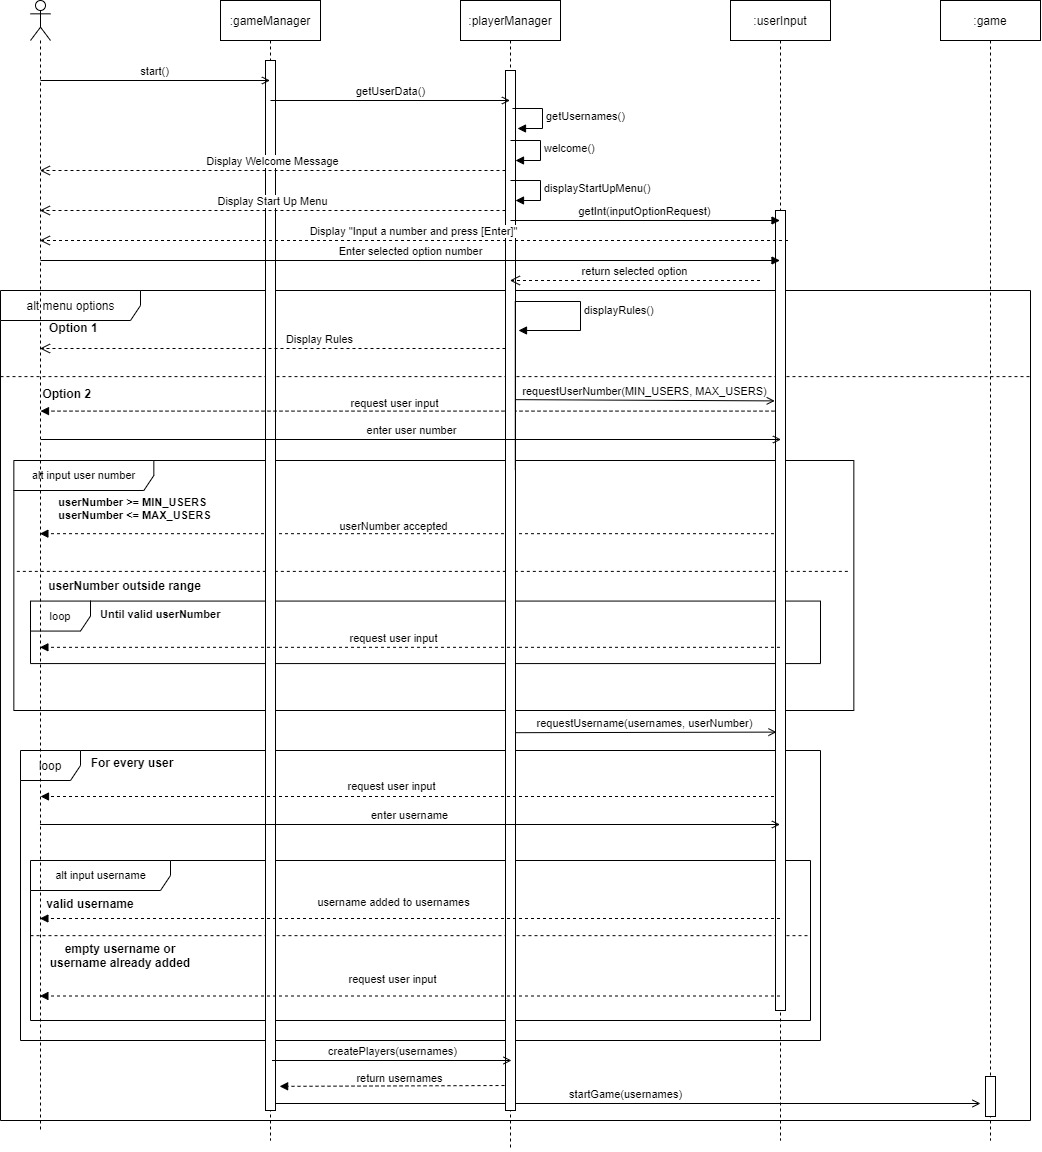 :gameManager
:playerManager
:userInput
:game
start()
getUserData()
getUsernames()
welcome()
Display Welcome Message
displayStartUpMenu()
Display Start Up Menu
getInt(inputOptionRequest)
Display "Input a number and press [Enter]"
Enter selected option number
return selected option
alt menu options
displayRules()
Option 1
Display Rules
Option 2
requestUserNumber(MIN_USERS, MAX_USERS)
request user input
enter user number
alt input user number
userNumber >= MIN_USERS
userNumber <= MAX_USERS
userNumber accepted
userNumber outside range
loop
Until valid userNumber
request user input
requestUsername(usernames, userNumber)
loop
For every user
request user input
enter username
alt input username
valid username
username added to usernames
empty username or
username already added
request user input
createPlayers(usernames)
return usernames
startGame(usernames)